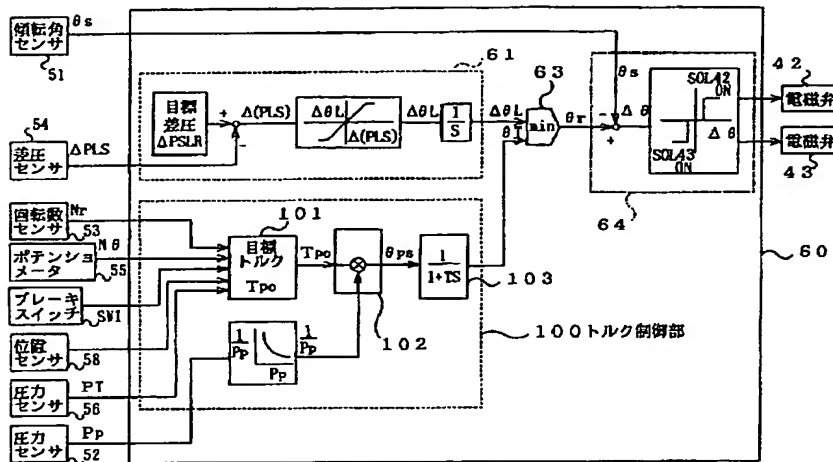 傾転角
センサ
θs
51
61
63
42
θs
SOL42
ON
電磁弁
54
差圧
センサ
ΔPLS
目標
差圧
ΔPSLR
+
-
Δ(PLS)
ΔθL
Δ(PLS)
ΔθL
1
S
ΔθL
θT
min
θr
-
+
Δθ
Δθ
SOL43
ON
電磁弁
43
64
60
回転数
センサ
Nr
53
ポテンショ
メータ
Nθ
55
ブレーキ
スイッチ
SWI
位置
センサ
58
圧力
センサ
PT
56
圧力
センサ
Pp
52
101
目標
トルク
Tpo
Tpo
102
θps
1
1+TS
103
1
Pp
Pp
1
Pp
100トルク制御部